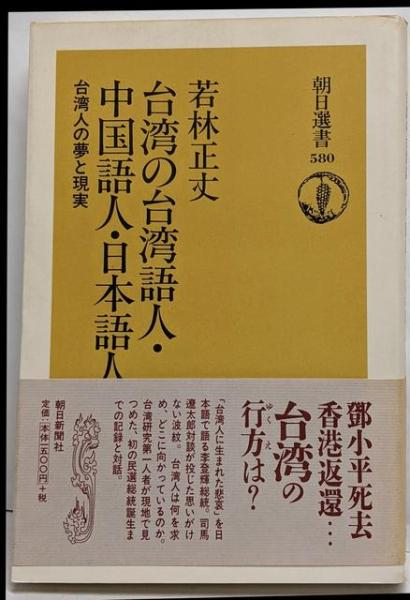 朝日選書
580
若林正丈
台湾の台湾語人・
中国語人・日本語人
台湾人の夢と現実
鄧小平死去
香港返還…
台湾の
行方は?
ゆくえ
「台湾人に生まれた悲哀」を日
本語で語る李登輝総統。司馬
遼太郎対談が投じた思いがけ
ない波紋。台湾人は何を求
め、どこに向かっているのか。
台湾研究第一人者が現地で見
つめた、初の民選総統誕生ま
での記録と対話。
朝日新聞社
定価:本体一五〇〇円+税